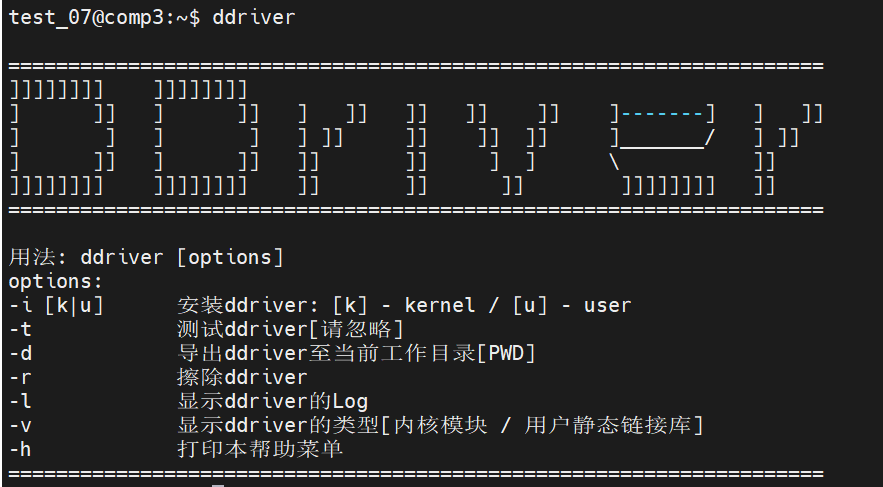 test_07@comp3:~$ ddriver
====================================================================
]]]]]]]]    ]]]]]]]]
]      ]]   ]      ]]   ]   ]]   ]]   ]]    ]]    ]-------]   ]   ]]
]       ]   ]       ]   ] ]]     ]]    ]]  ]]     ]_______/   ] ]]
]      ]]   ]      ]]   ]]       ]]     ]  ]      \           ]]
]]]]]]]]    ]]]]]]]]    ]]       ]]      ]]        ]]]]]]]]   ]]
====================================================================
用法: ddriver [options]
options:
-i [k|u]      安装ddriver: [k] - kernel / [u] - user
-t            测试ddriver[请忽略]
-d            导出ddriver至当前工作目录[PWD]
-r            擦除ddriver
-l            显示ddriver的Log
-v            显示ddriver的类型[内核模块 / 用户静态链接库]
-h            打印本帮助菜单
====================================================================